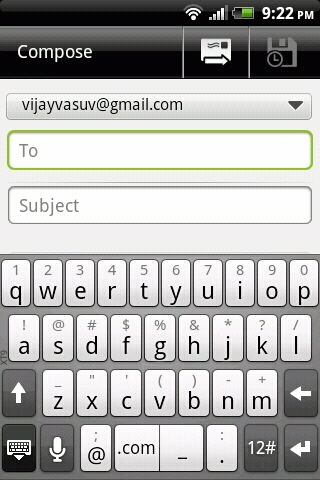 9:22 PM
Compose
vijayvasuv@gmail.com
To
Subject
1 2 3 4 5 6 7 8 9 0
q w e r t y u i o p
! @ # $ % & * ? /
a s d f g h j k l
XT9
_ " ' ( ) - +
z x c v b n m
; :
@ .com _ . 12#